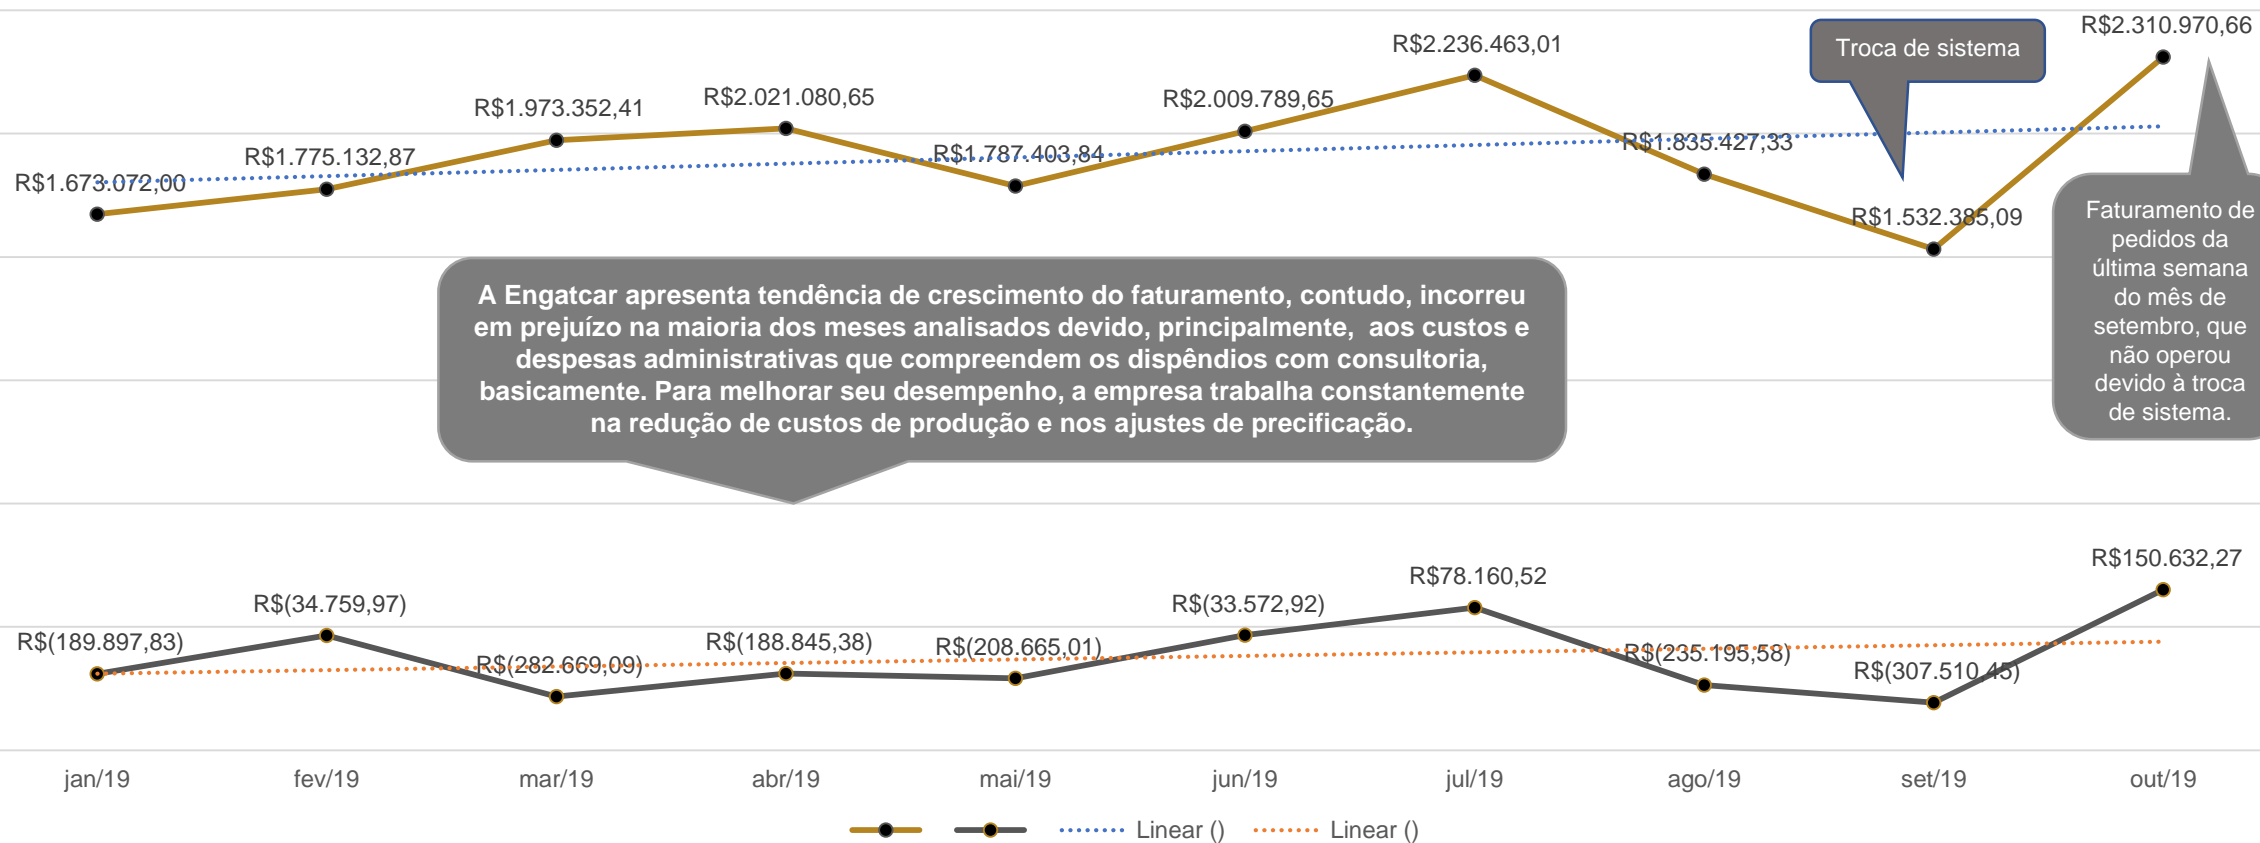 R$1.673.072,00
R$1.775.132,87
R$1.973.352,41
R$2.021.080,65
R$1.787.403,84
R$2.009.789,65
R$2.236.463,01
R$1.835.427,33
R$1.532.385,09
R$2.310.970,66
Troca de sistema
Faturamento de
pedidos da
última semana
do mês de
setembro, que
não operou
devido à troca
de sistema.
A Engatcar apresenta tendência de crescimento do faturamento, contudo, incorreu
em prejuízo na maioria dos meses analisados devido, principalmente, aos custos e
despesas administrativas que compreendem os dispêndios com consultoria,
basicamente. Para melhorar seu desempenho, a empresa trabalha constantemente
na redução de custos de produção e nos ajustes de precificação.
R$(189.897,83)
R$(34.759,97)
R$(282.669,09)
R$(188.845,38)
R$(208.665,01)
R$(33.572,92)
R$78.160,52
R$(235.195,58)
R$(307.510,45)
R$150.632,27
jan/19
fev/19
mar/19
abr/19
mai/19
jun/19
jul/19
ago/19
set/19
out/19
Linear ()
Linear ()